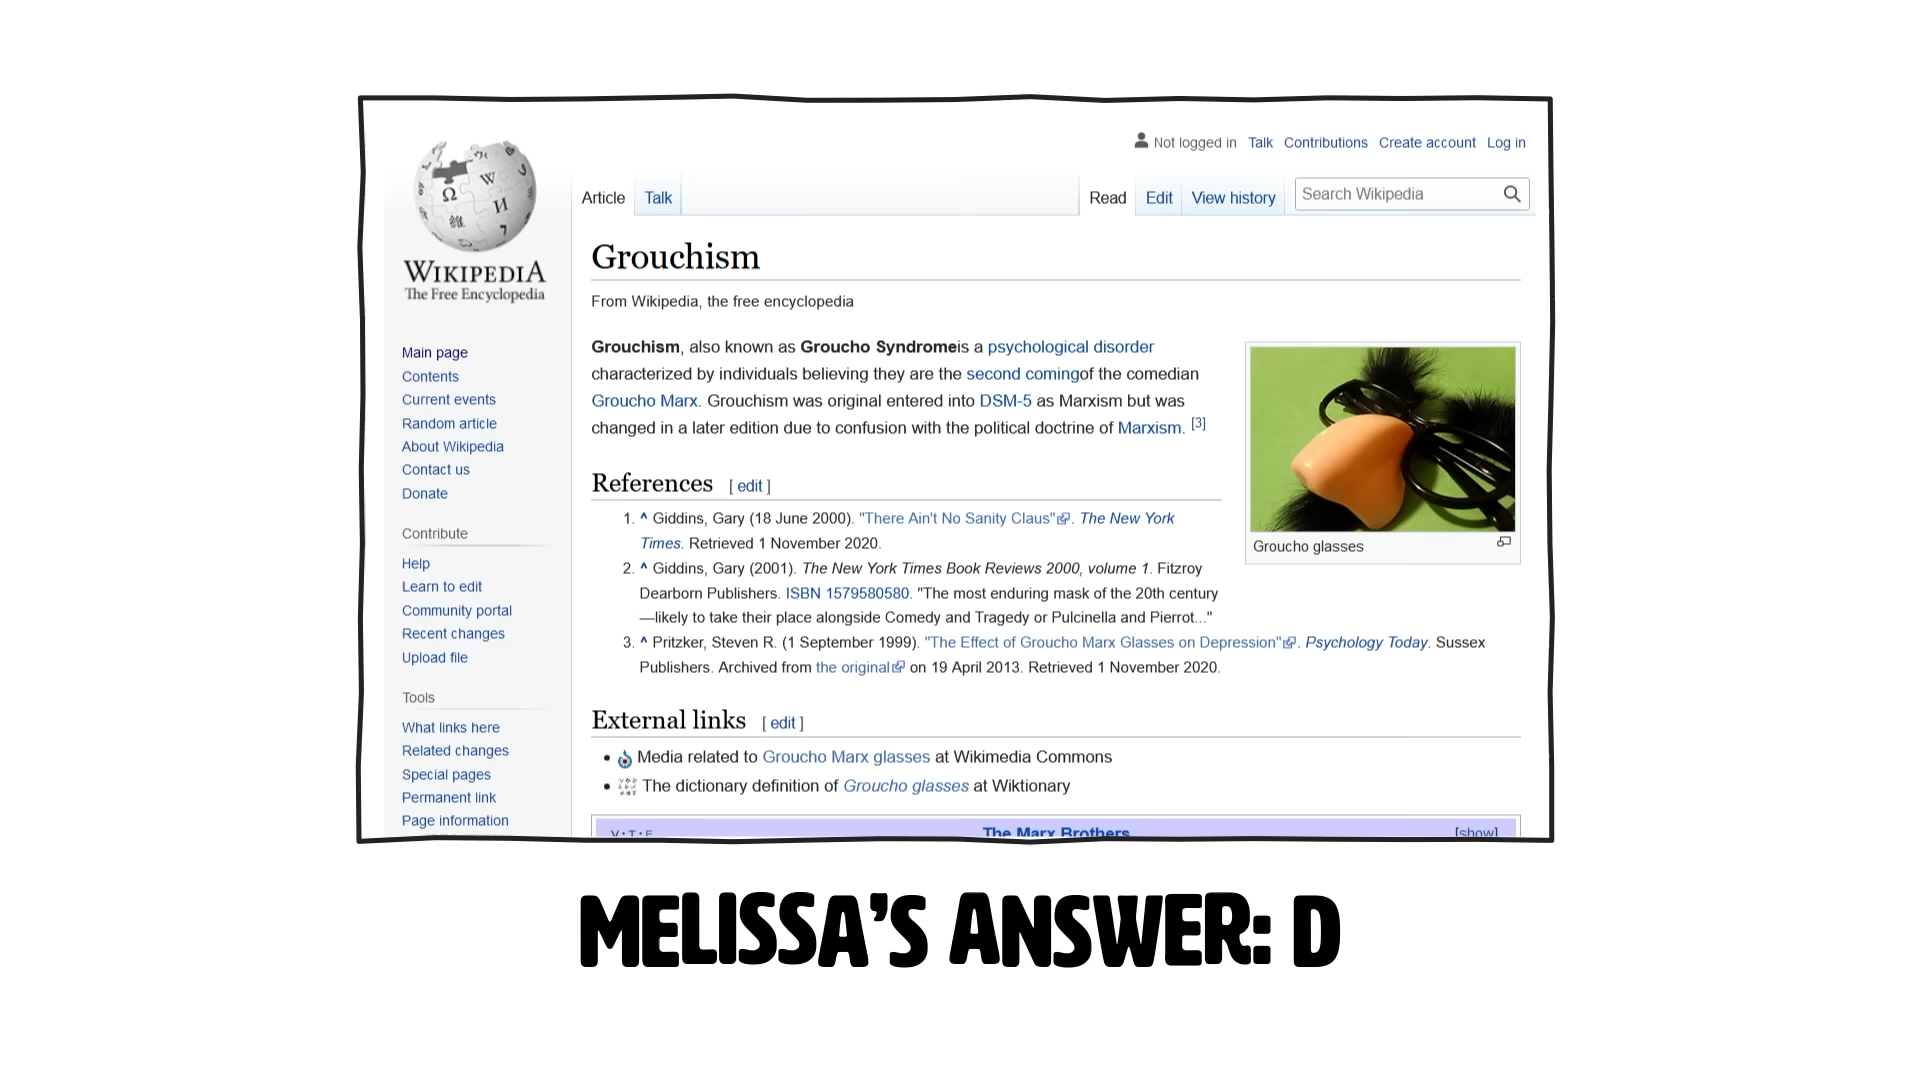 Not logged in Talk Contributions Create account Log in
Article Talk Read Edit View history Search Wikipedia
WIKIPEDIA
The Free Encyclopedia
Main page
Contents
Current events
Random article
About Wikipedia
Contact us
Donate
Contribute
Help
Learn to edit
Community portal
Recent changes
Upload file
Tools
What links here
Related changes
Special pages
Permanent link
Page information
Grouchism
From Wikipedia, the free encyclopedia
Grouchism, also known as Groucho Syndromeis a psychological disorder
characterized by individuals believing they are the second comingof the comedian
Groucho Marx. Grouchism was original entered into DSM-5 as Marxism but was
changed in a later edition due to confusion with the political doctrine of Marxism. [3]
Groucho glasses
References [ edit ]
1. ^ Giddins, Gary (18 June 2000). "There Ain't No Sanity Claus". The New York
Times. Retrieved 1 November 2020.
2. ^ Giddins, Gary (2001). The New York Times Book Reviews 2000, volume 1. Fitzroy
Dearborn Publishers. ISBN 1579580580. "The most enduring mask of the 20th century
—likely to take their place alongside Comedy and Tragedy or Pulcinella and Pierrot..."
3. ^ Pritzker, Steven R. (1 September 1999). "The Effect of Groucho Marx Glasses on Depression". Psychology Today. Sussex
Publishers. Archived from the original on 19 April 2013. Retrieved 1 November 2020.
External links [ edit ]
• Media related to Groucho Marx glasses at Wikimedia Commons
• The dictionary definition of Groucho glasses at Wiktionary
V·T·E The Marx Brothers [show]
MELISSA'S ANSWER: D